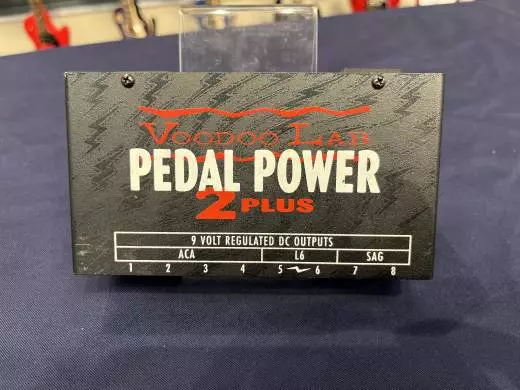 VOODOO LAB
PEDAL POWER
2 PLUS
9 VOLT REGULATED DC OUTPUTS
ACA L6 SAG
1 2 3 4 5 6 7 8